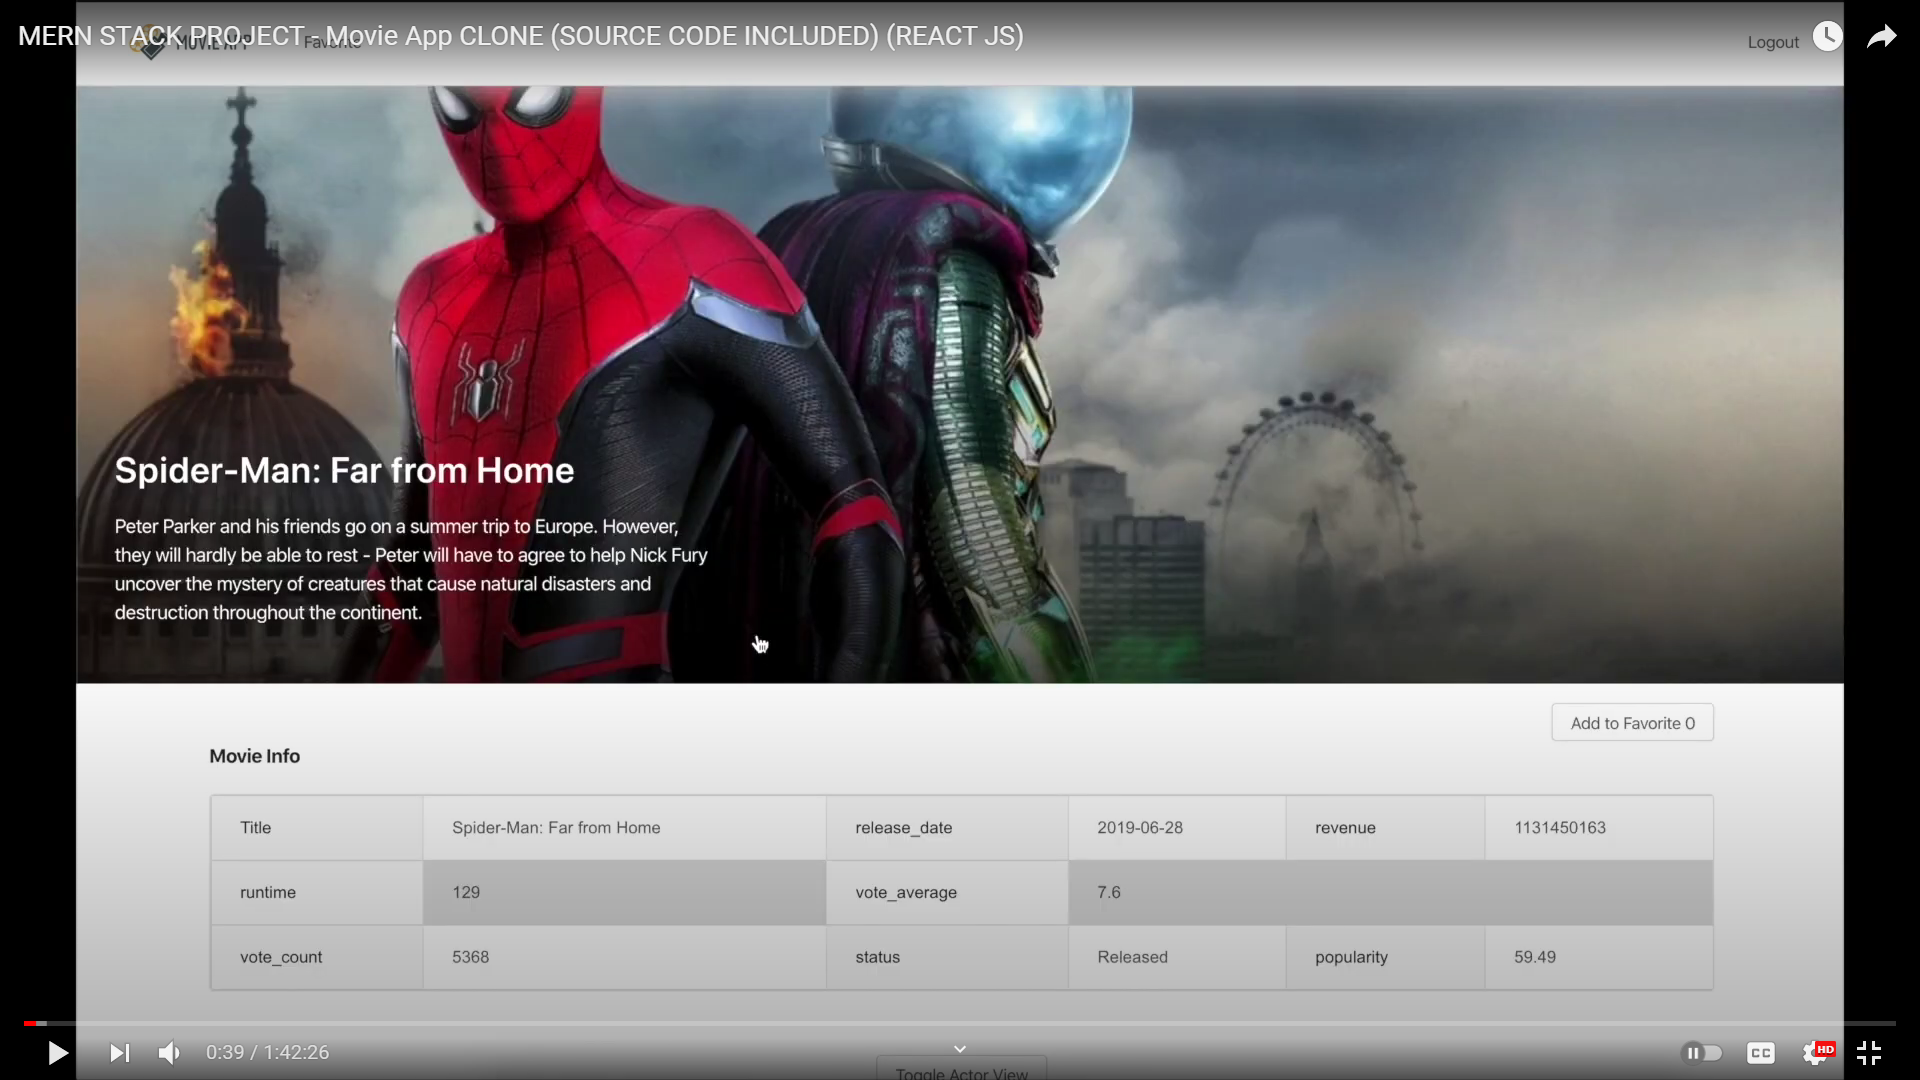 MERN STACK PROJECT - Movie App CLONE (SOURCE CODE INCLUDED) (REACT JS)
MOVIE APP Favorite
Logout
Spider-Man: Far from Home
Peter Parker and his friends go on a summer trip to Europe. However,
they will hardly be able to rest - Peter will have to agree to help Nick Fury
uncover the mystery of creatures that cause natural disasters and
destruction throughout the continent.
Add to Favorite 0
Movie Info
Title Spider-Man: Far from Home release_date 2019-06-28 revenue 1131450163
runtime 129 vote_average 7.6
vote_count 5368 status Released popularity 59.49
0:39 / 1:42:26
CC HD
Toggle Actor View